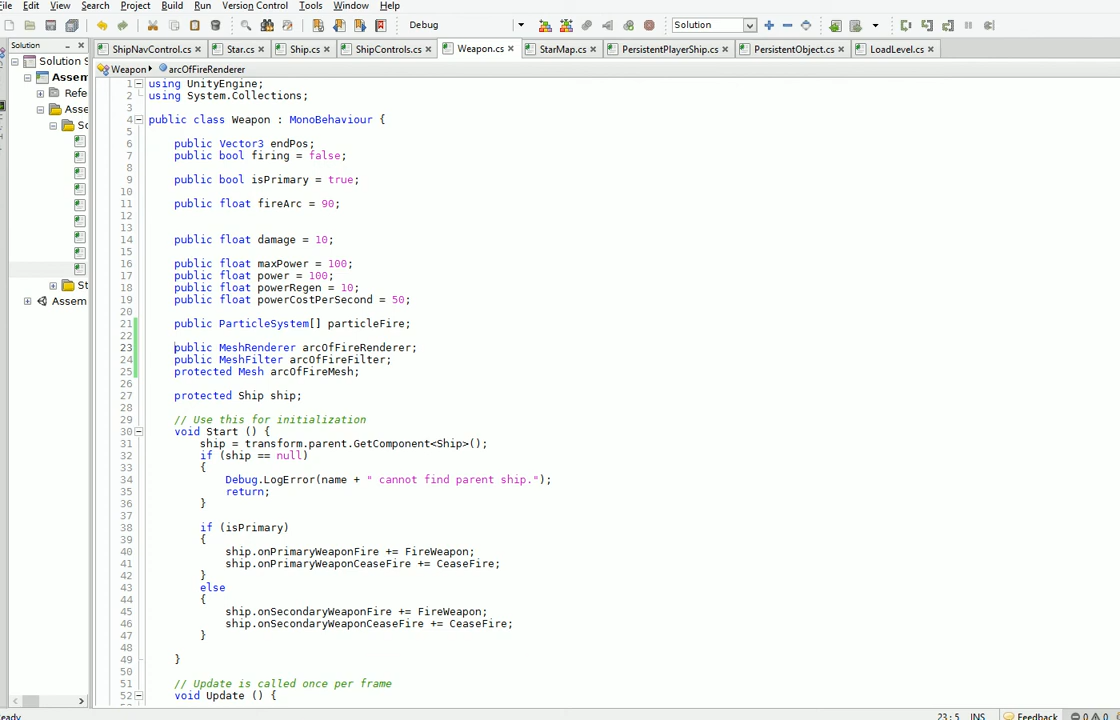 File Edit View Search Project Build Run Version Control Tools Window Help
Debug Solution
Solution
ShipNavControl.cs Star.cs Ship.cs ShipControls.cs Weapon.cs StarMap.cs PersistentPlayerShip.cs PersistentObject.cs LoadLevel.cs
Solution S
Assem
Refe
Asse
Sc
St
Assem
Weapon arcOfFireRenderer
1 using UnityEngine;
2 using System.Collections;
3
4 public class Weapon : MonoBehaviour {
5
6 public Vector3 endPos;
7 public bool firing = false;
8
9 public bool isPrimary = true;
10
11 public float fireArc = 90;
12
13
14 public float damage = 10;
15
16 public float maxPower = 100;
17 public float power = 100;
18 public float powerRegen = 10;
19 public float powerCostPerSecond = 50;
20
21 public ParticleSystem[] particleFire;
22
23 public MeshRenderer arcOfFireRenderer;
24 public MeshFilter arcOfFireFilter;
25 protected Mesh arcOfFireMesh;
26
27 protected Ship ship;
28
29 // Use this for initialization
30 void Start () {
31 ship = transform.parent.GetComponent<Ship>();
32 if (ship == null)
33 {
34 Debug.LogError(name + " cannot find parent ship.");
35 return;
36 }
37
38 if (isPrimary)
39 {
40 ship.onPrimaryWeaponFire += FireWeapon;
41 ship.onPrimaryWeaponCeaseFire += CeaseFire;
42 }
43 else
44 {
45 ship.onSecondaryWeaponFire += FireWeapon;
46 ship.onSecondaryWeaponCeaseFire += CeaseFire;
47 }
48
49 }
50
51 // Update is called once per frame
52 void Update () {
eady 23 : 5 INS Feedback 0 0